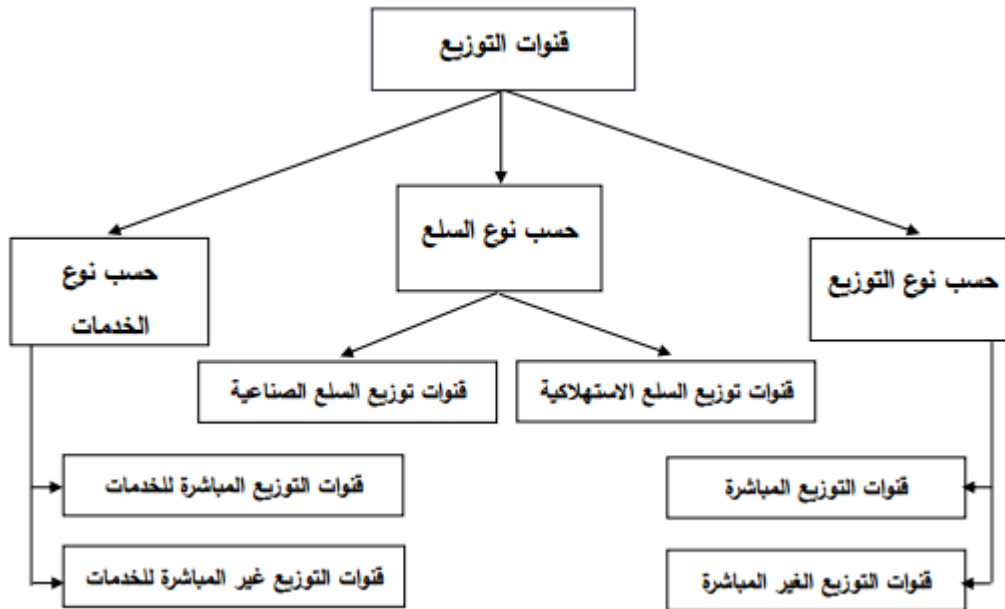 قنوات التوزيع
حسب نوع التوزيع
حسب نوع السلع
حسب نوع
الخدمات
قنوات توزيع السلع الاستهلاكية
قنوات توزيع السلع الصناعية
قنوات التوزيع المباشرة
قنوات التوزيع الغير المباشرة
قنوات التوزيع المباشرة للخدمات
قنوات التوزيع غير المباشرة للخدمات